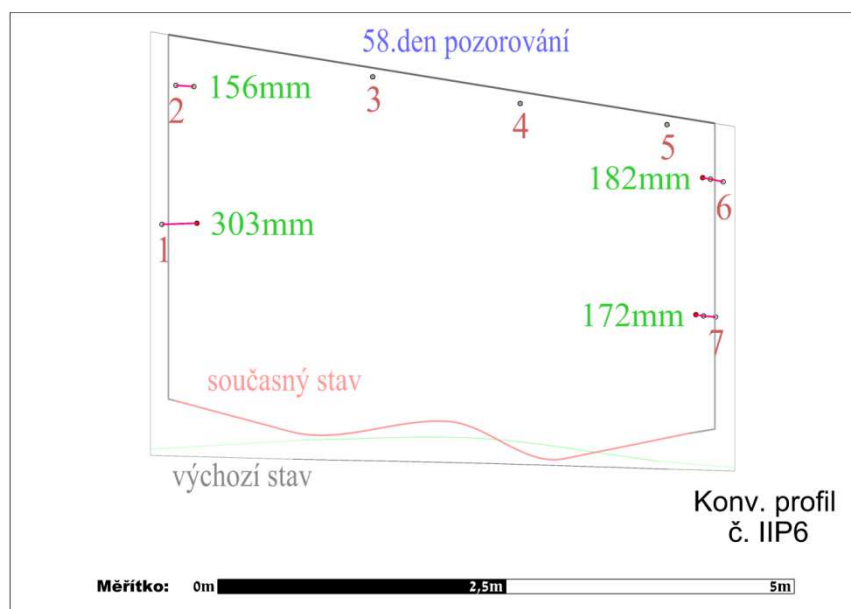 58.den pozorování
2
156mm
3
4
5
182mm
6
1
303mm
172mm
7
současný stav
výchozí stav
Konv. profil
č. IIP6
Měřítko: 0m 2,5m 5m